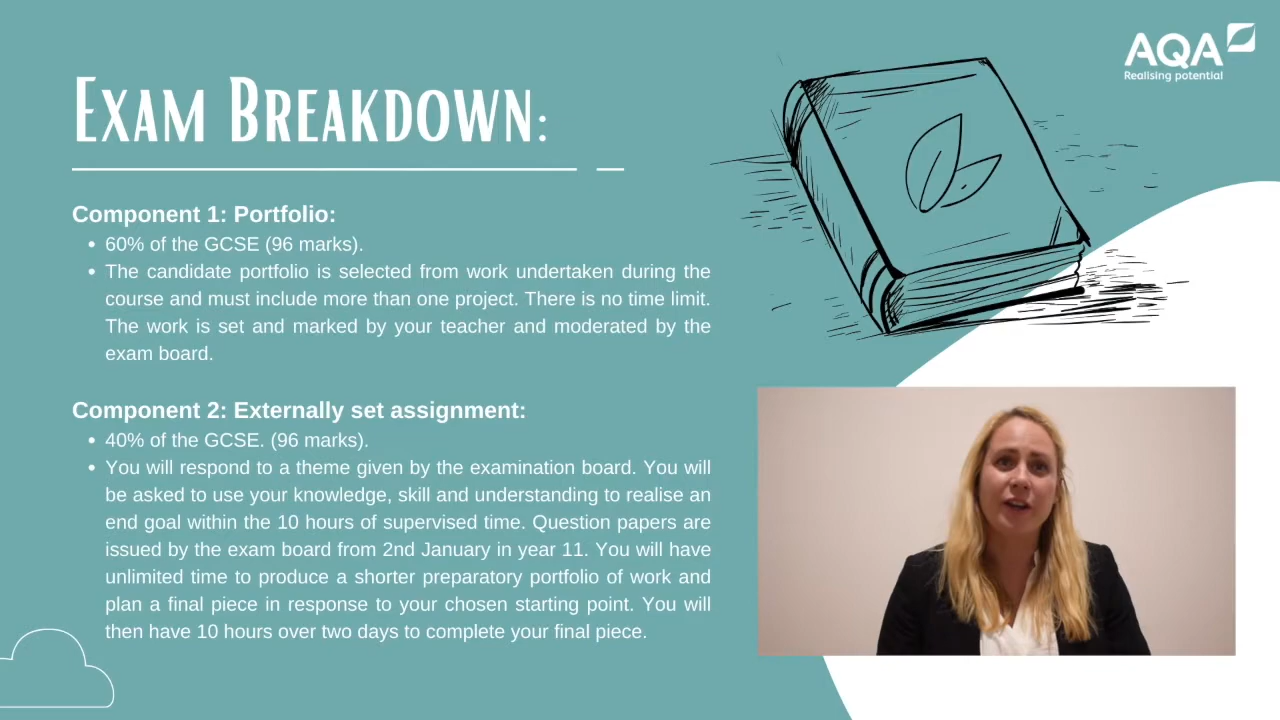 AQA
Realising potential
EXAM BREAKDOWN:
Component 1: Portfolio:
• 60% of the GCSE (96 marks).
• The candidate portfolio is selected from work undertaken during the
course and must include more than one project. There is no time limit.
The work is set and marked by your teacher and moderated by the
exam board.
Component 2: Externally set assignment:
• 40% of the GCSE. (96 marks).
• You will respond to a theme given by the examination board. You will
be asked to use your knowledge, skill and understanding to realise an
end goal within the 10 hours of supervised time. Question papers are
issued by the exam board from 2nd January in year 11. You will have
unlimited time to produce a shorter preparatory portfolio of work and
plan a final piece in response to your chosen starting point. You will
then have 10 hours over two days to complete your final piece.